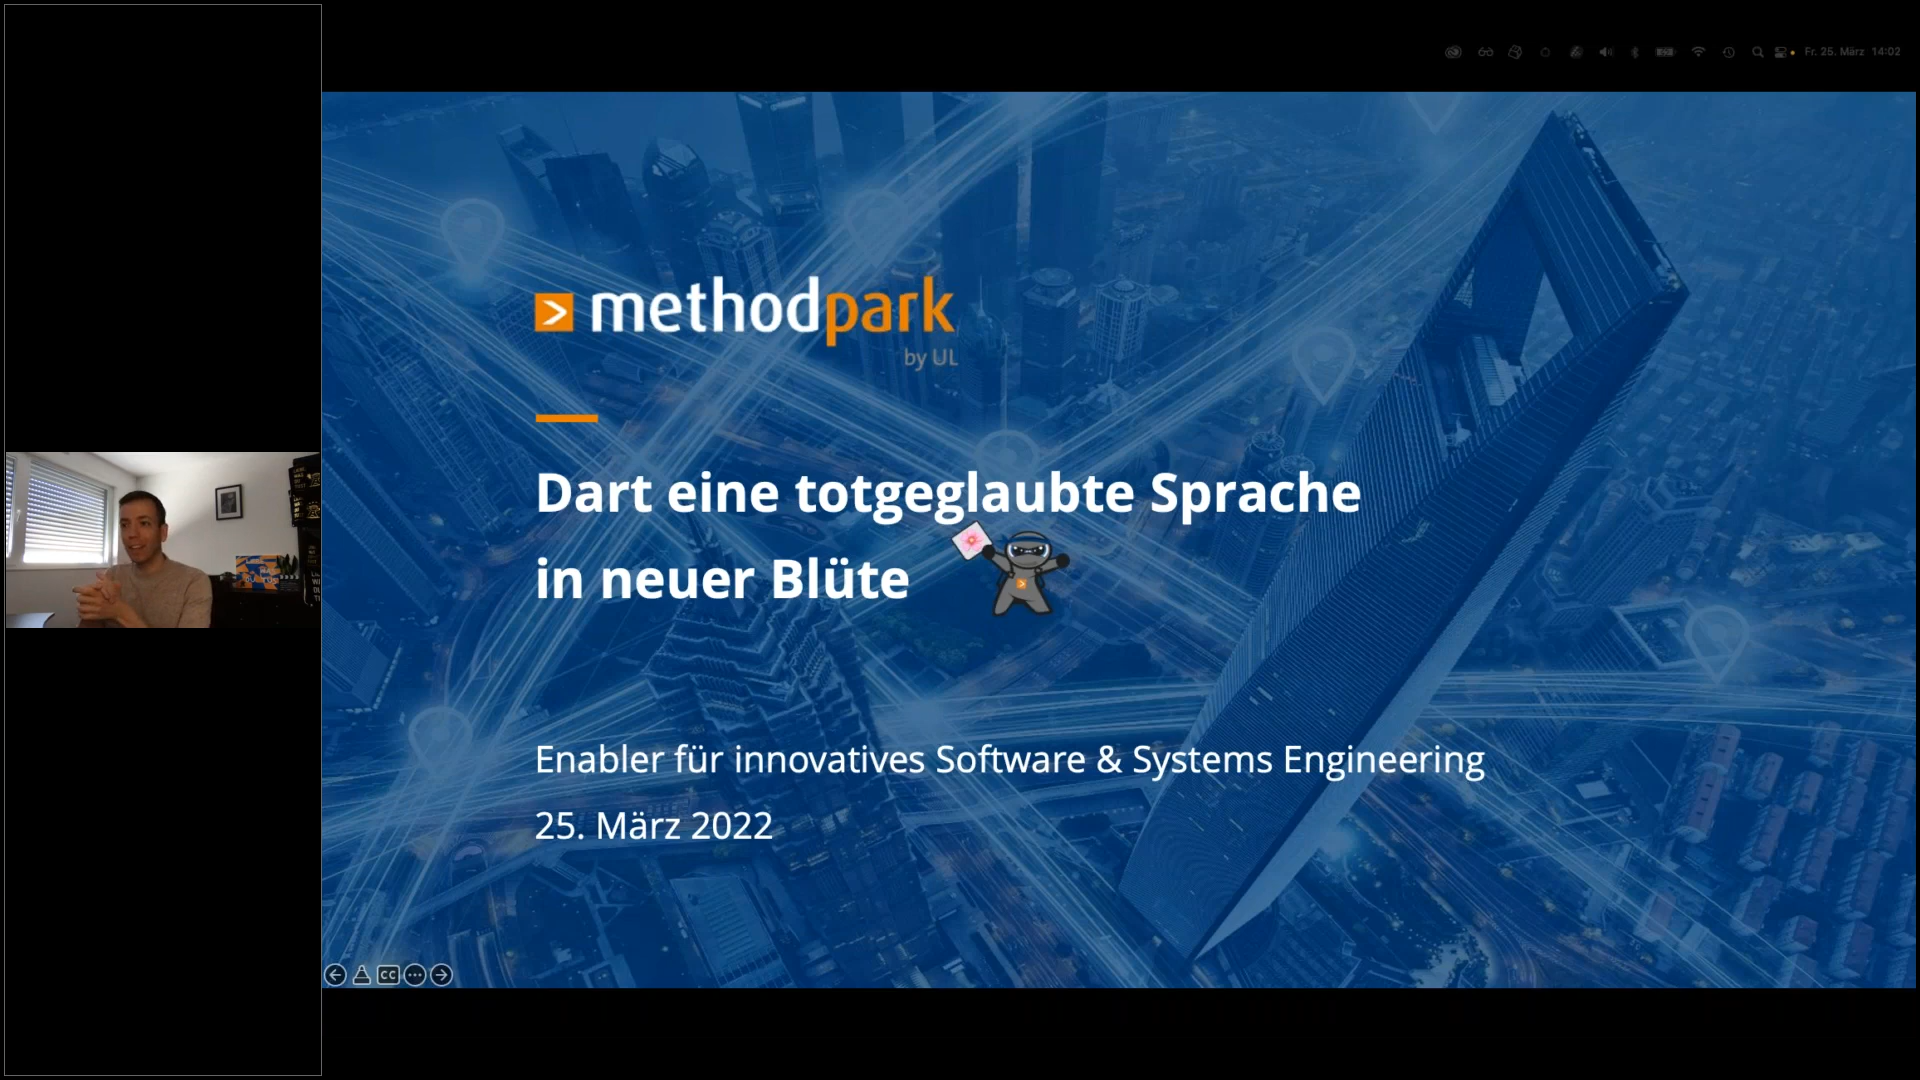 Fr. 25. März 14:02
methodpark
by UL
Dart eine totgeglaubte Sprache
in neuer Blüte
Enabler für innovatives Software & Systems Engineering
25. März 2022
CC